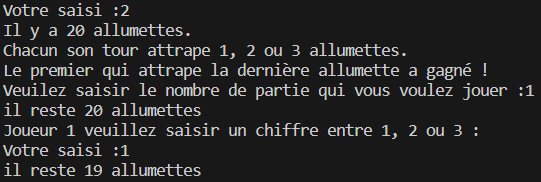 Votre saisi :2
Il y a 20 allumettes.
Chacun son tour attrape 1, 2 ou 3 allumettes.
Le premier qui attrape la dernière allumette a gagné !
Veuilez saisir le nombre de partie qui vous voulez jouer :1
il reste 20 allumettes
Joueur 1 veuillez saisir un chiffre entre 1, 2 ou 3 :
Votre saisi :1
il reste 19 allumettes